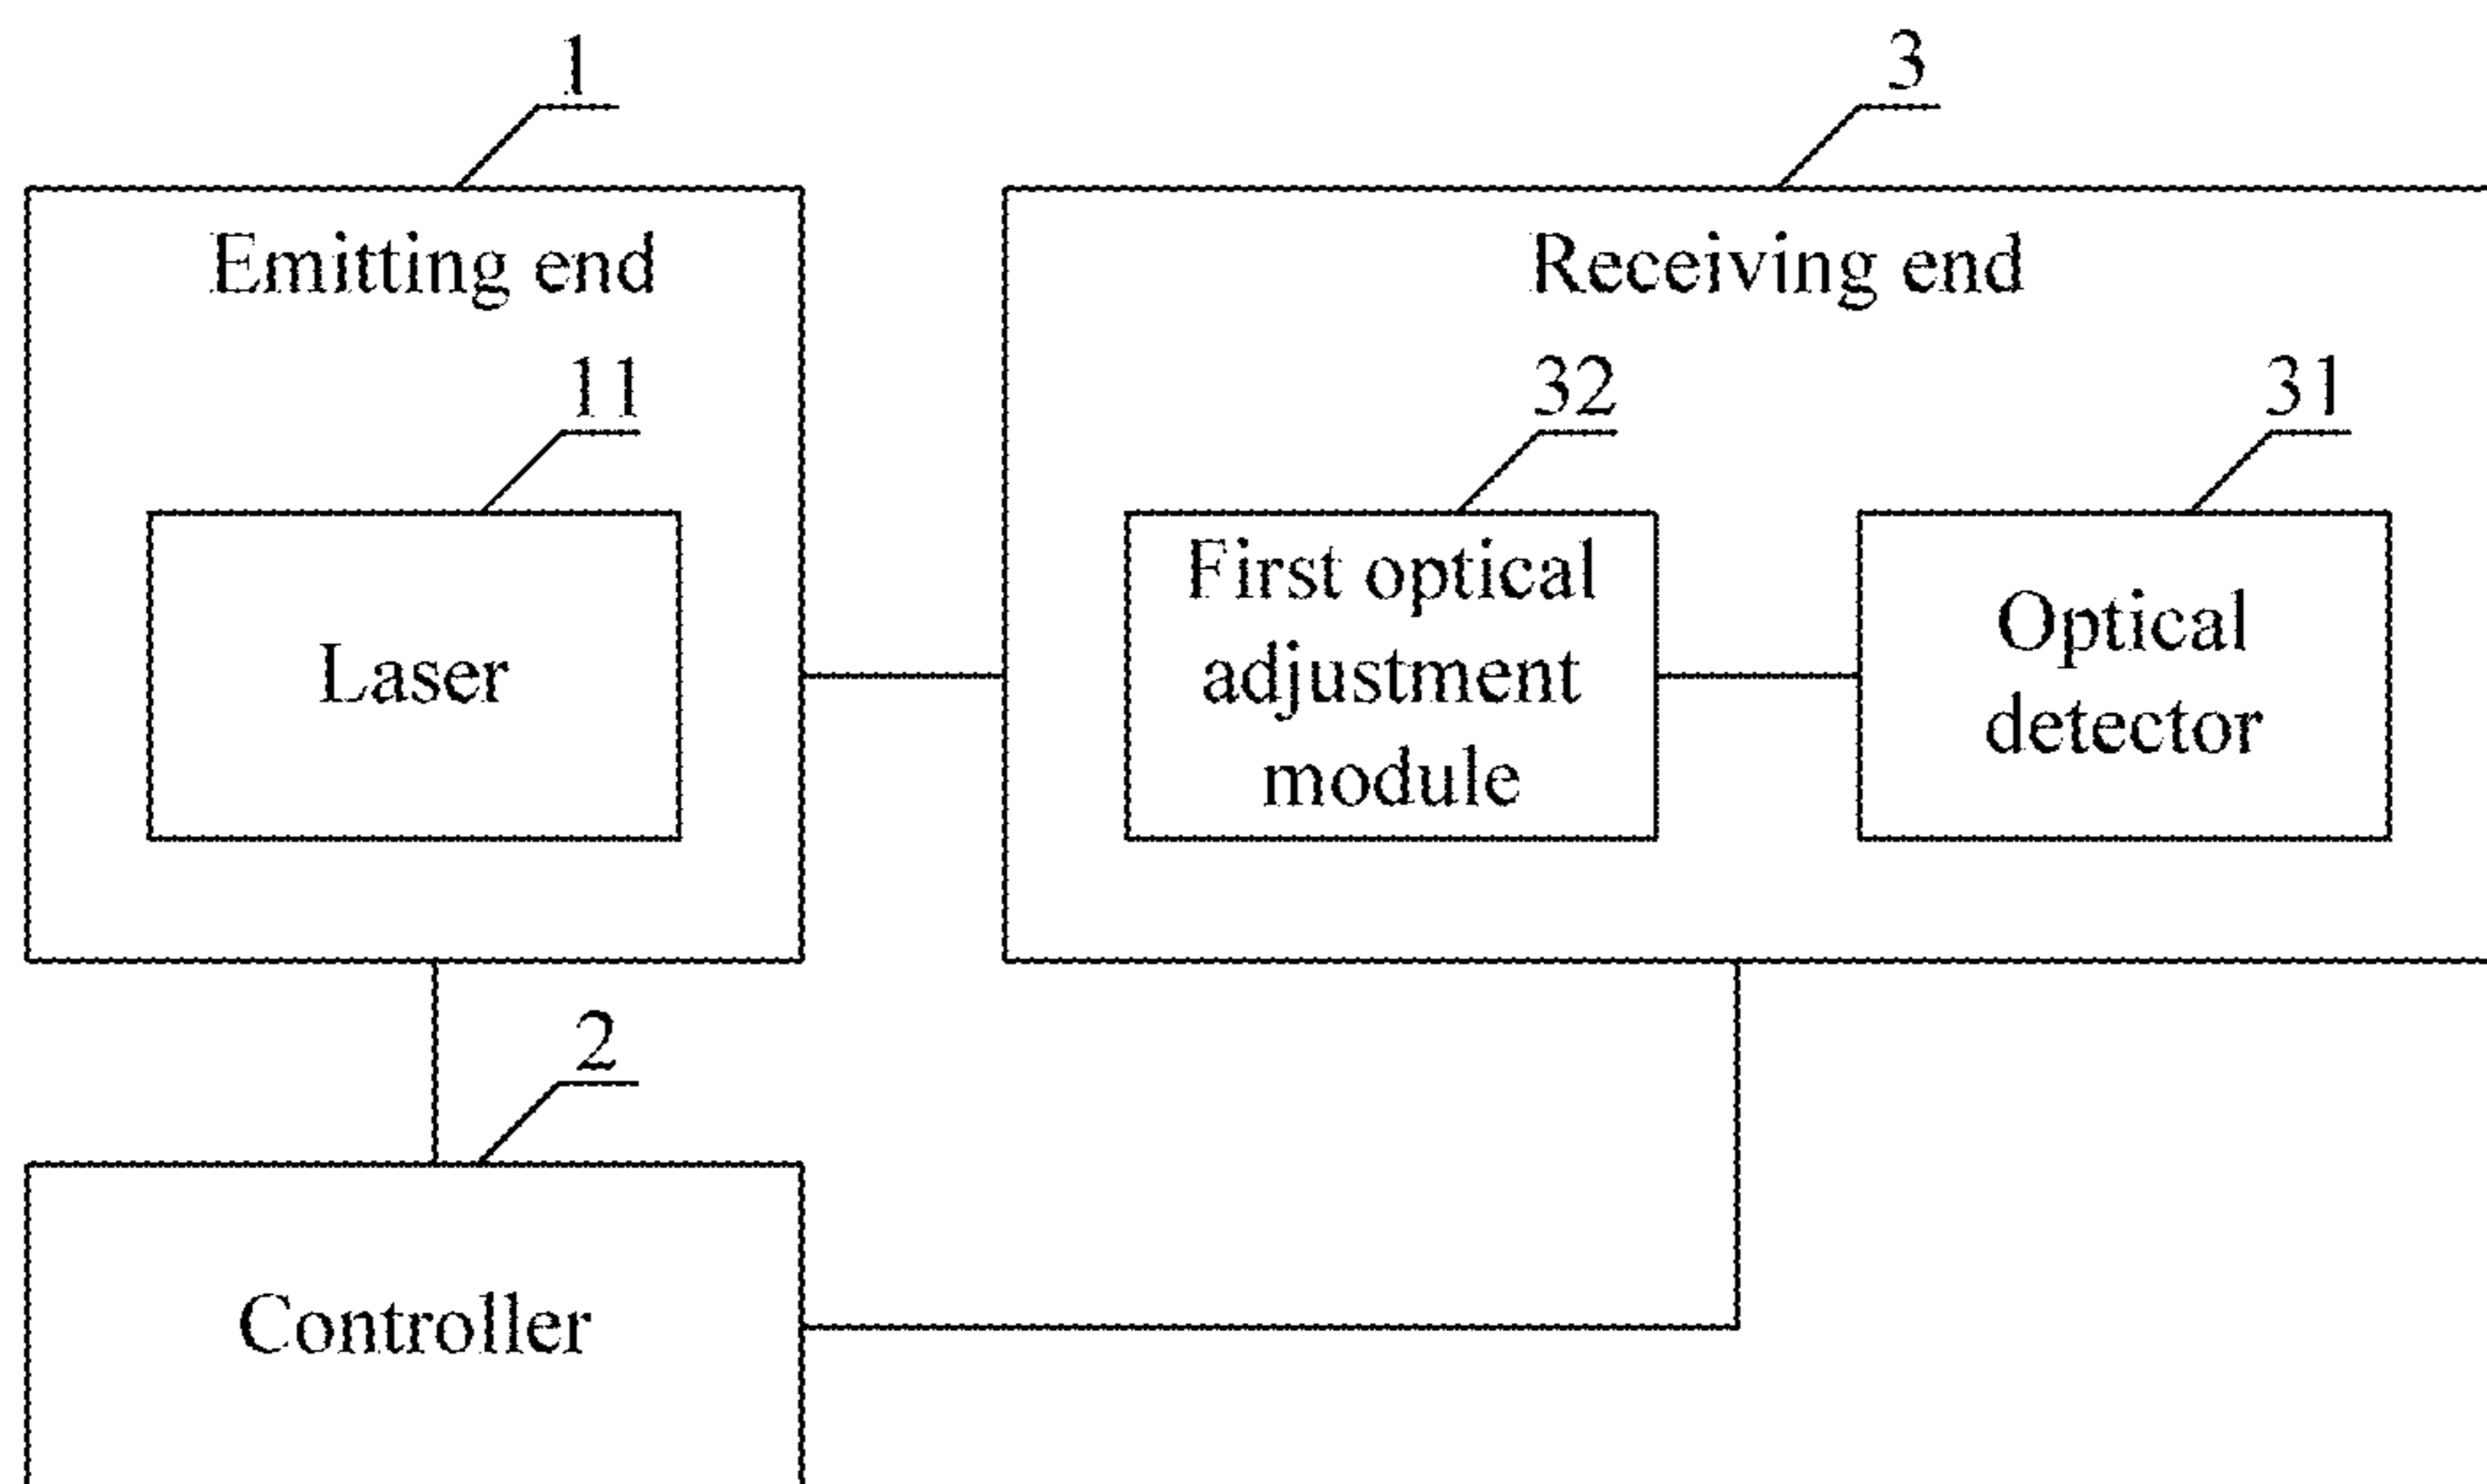 1
3
Emitting end
Receiving end
11
32
31
Laser
First optical
adjustment
module
Optical
detector
2
Controller